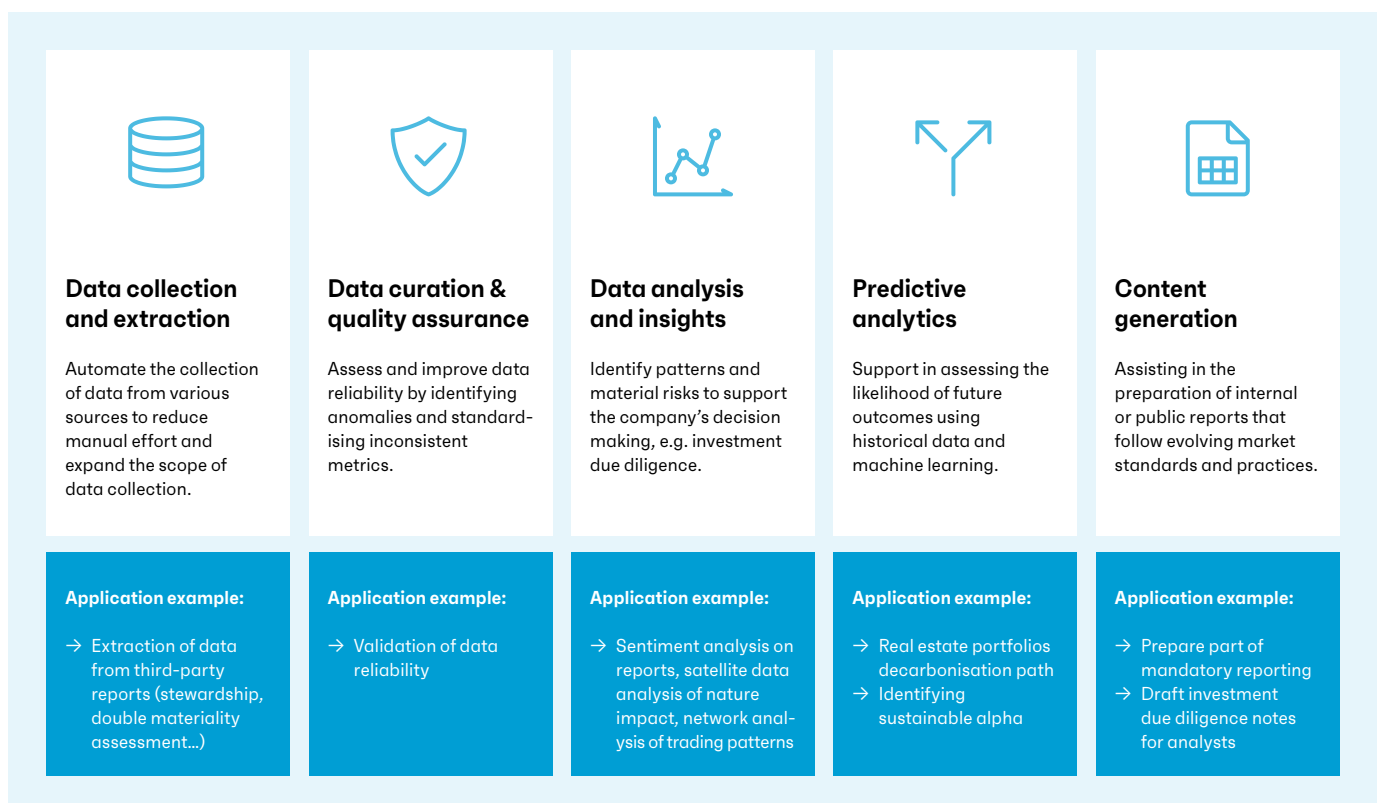 Data collection
and extraction
Automate the collection
of data from various
sources to reduce
manual effort and
expand the scope of
data collection.
Application example:
→ Extraction of data
from third-party
reports (stewardship,
double materiality
assessment...)
Data curation &
quality assurance
Assess and improve data
reliability by identifying
anomalies and standard-
ising inconsistent
metrics.
Application example:
→ Validation of data
reliability
Data analysis
and insights
Identify patterns and
material risks to support
the company’s decision
making, e.g. investment
due diligence.
Application example:
→ Sentiment analysis on
reports, satellite data
analysis of nature
impact, network anal-
ysis of trading patterns
Predictive
analytics
Support in assessing the
likelihood of future
outcomes using
historical data and
machine learning.
Application example:
→ Real estate portfolios
decarbonisation path
→ Identifying
sustainable alpha
Content
generation
Assisting in the
preparation of internal
or public reports that
follow evolving market
standards and practices.
Application example:
→ Prepare part of
mandatory reporting
→ Draft investment
due diligence notes
for analysts